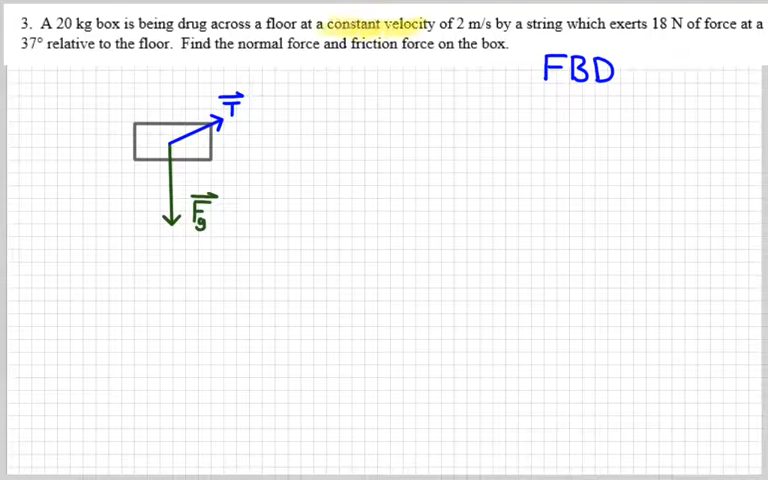 3. A 20 kg box is being drug across a floor at a constant velocity of 2 m/s by a string which exerts 18 N of force at a
37° relative to the floor. Find the normal force and friction force on the box.
FBD
T
Fg